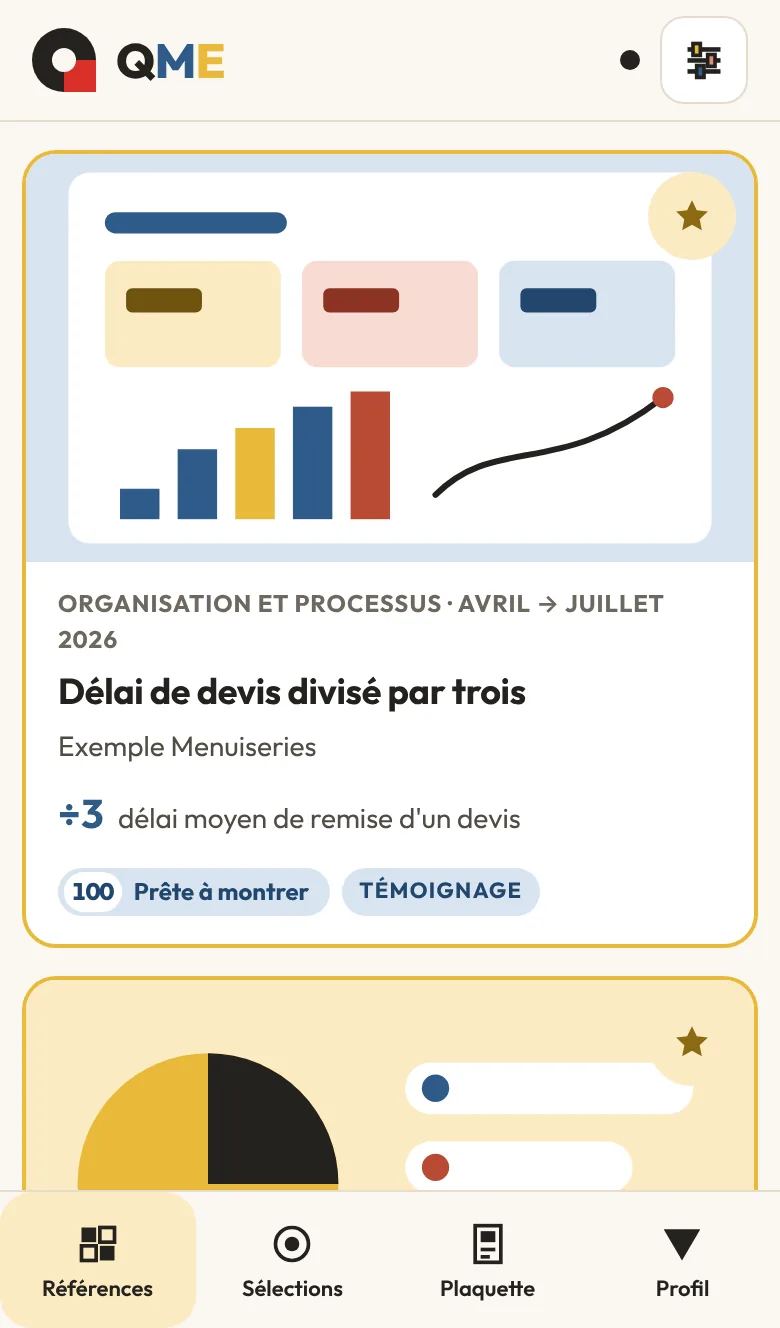 QME
ORGANISATION ET PROCESSUS · AVRIL → JUILLET
2026
Délai de devis divisé par trois
Exemple Menuiseries
÷3 délai moyen de remise d'un devis
100 Prête à montrer TÉMOIGNAGE
Références Sélections Plaquette Profil